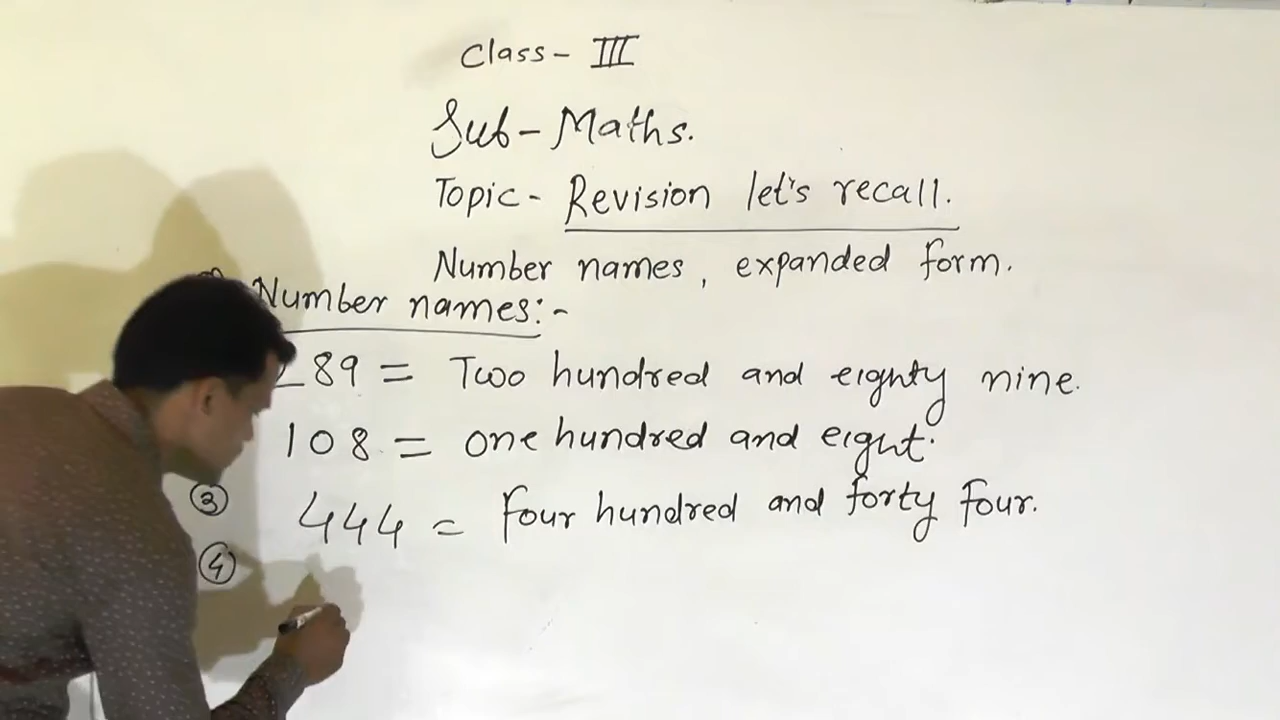 Class - III
Sub - Maths.
Topic - Revision let's recall.
Number names, expanded form.
Number names:-
289 = Two hundred and eighty nine.
108 = one hundred and eight.
③ 444 = Four hundred and forty four.
④